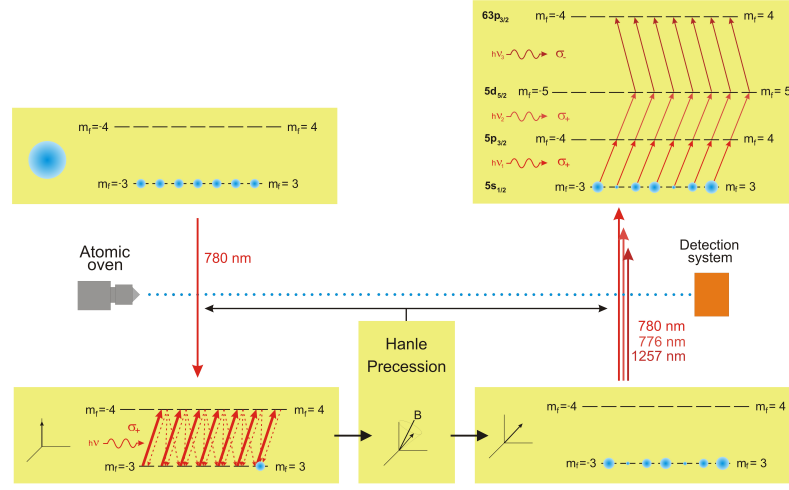 63p3/2 mf=-4 mf= 4
hν3 σ-
5d5/2 mf=-5 mf= 5
hν2 σ+
5p3/2 mf=-4 mf= 4
hν1 σ+
5s1/2
mf=-3 mf= 3
mf=-4 mf= 4
mf=-3 mf= 3
780 nm
Atomic
oven
Detection
system
780 nm
776 nm
1257 nm
Hanle
Precession
B
mf=-4 mf= 4
σ+
hν
mf=-3 mf= 3
mf=-4 mf= 4
mf=-3 mf= 3